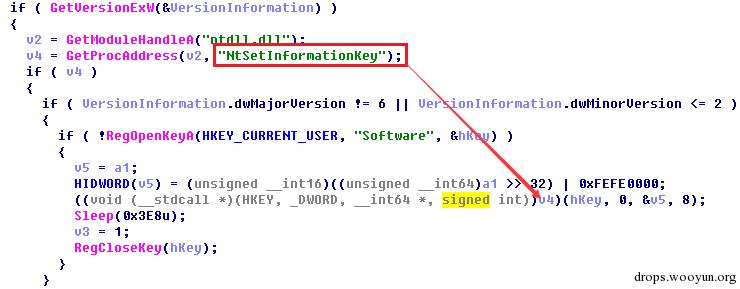 if ( GetVersionExW(&VersionInformation) )
{
v2 = GetModuleHandleA("ntdll.dll");
v4 = GetProcAddress(v2, "NtSetInformationKey");
if ( v4 )
{
if ( VersionInformation.dwMajorVersion != 6 || VersionInformation.dwMinorVersion <= 2 )
{
if ( !RegOpenKeyA(HKEY_CURRENT_USER, "Software", &hKey) )
{
v5 = a1;
HIDWORD(v5) = (unsigned __int16)((unsigned __int64)a1 >> 32) | 0xFEFE0000;
((void (__stdcall *)(HKEY, _DWORD, __int64 *, signed int))v4)(hKey, 0, &v5, 8);
Sleep(0x3E8u);
v3 = 1;
RegCloseKey(hKey);
}
}
drops.wooyun.org